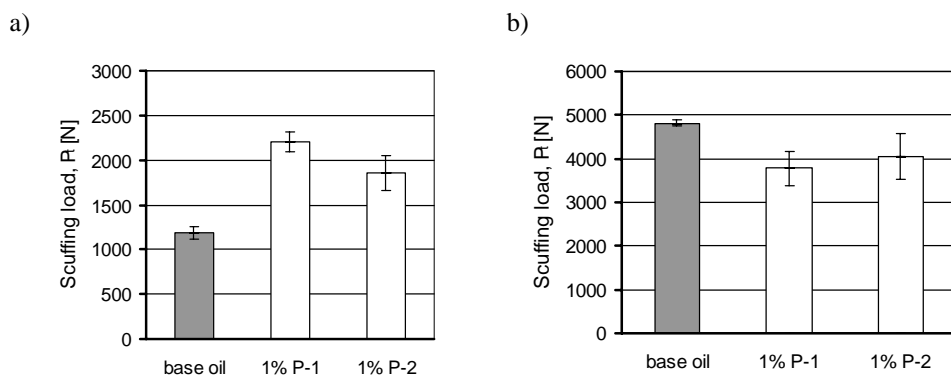 a)
b)
Scuffing load, Pt [N]
3000
2500
2000
1500
1000
500
0
base oil 1% P-1 1% P-2
Scuffing load, Pt [N]
6000
5000
4000
3000
2000
1000
0
base oil 1% P-1 1% P-2